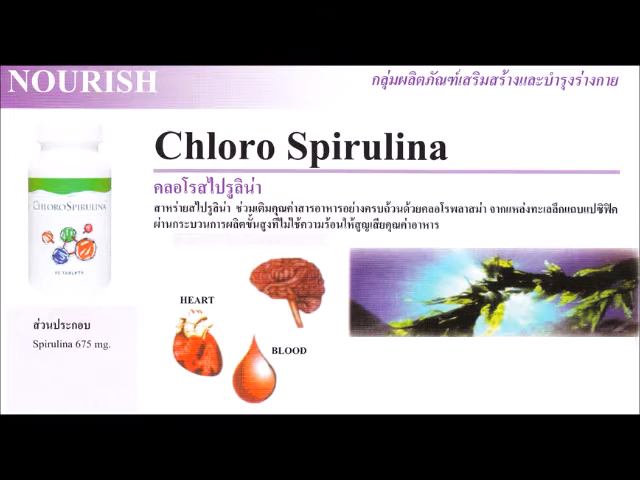 NOURISH
กลุ่มผลิตภัณฑ์เสริมสร้างและบำรุงร่างกาย
Chloro Spirulina
คลอโรสไปรูลิน่า
สาหร่ายสไปรูลิน่า ช่วมเติมคุณค่าสารอาหารอย่างครบถ้วนด้วยคลอโรพลาสม่า จากแหล่งทะเลลึกแถบแปซิฟิค
ผ่านกระบวนการผลิตขั้นสูงที่ไม่ใช้ความร้อนให้สูญเสียคุณค่าอาหาร
CHLOROSPIRULINA
90 TABLETS
HEART
BLOOD
ส่วนประกอบ
Spirulina 675 mg.